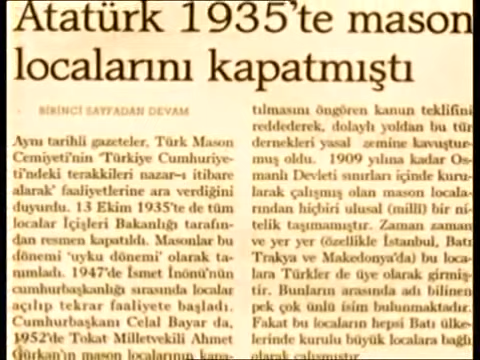 Atatürk 1935'te mason
localarını kapatmıştı
BİRİNCİ SAYFADAN DEVAM
Aynı tarihli gazeteler, Türk Mason
Cemiyeti'nin 'Türkiye Cumhuriye-
ti'ndeki terakkileri nazar-ı itibare
alarak' faaliyetlerine ara verdiğini
duyurdu. 13 Ekim 1935'te de tüm
localar İçişleri Bakanlığı tarafın-
dan resmen kapatıldı. Masonlar bu
dönemi 'uyku dönemi' olarak ta-
nımladı. 1947'de İsmet İnönü'nün
cumhurbaşkanlığı sırasında localar
açılıp tekrar faaliyete başladı.
Cumhurbaşkanı Celal Bayar da,
1952'de Tokat Milletvekili Ahmet
Gürkan'ın mason localarının kapa-
tılmasını öngören kanun teklifini
reddederek, dolaylı yoldan bu tür
dernekleri yasal zemine kavuştur-
muş oldu. 1909 yılına kadar Os-
manlı Devleti sınırları içinde kuru-
larak çalışmış olan mason locala-
rından hiçbiri ulusal (milli) bir ni-
telik taşımamıştır. Zaman zaman
ve yer yer (özellikle İstanbul, Batı
Trakya ve Makedonya'da) bu loca-
lara Türkler de üye olarak girmiş-
tir. Bunların arasında adı bilinen
pek çok ünlü isim bulunmaktadır.
Fakat bu locaların hepsi Batı ülke-
lerinde kurulu büyük localara bağlı
olarak çalışmıştır.